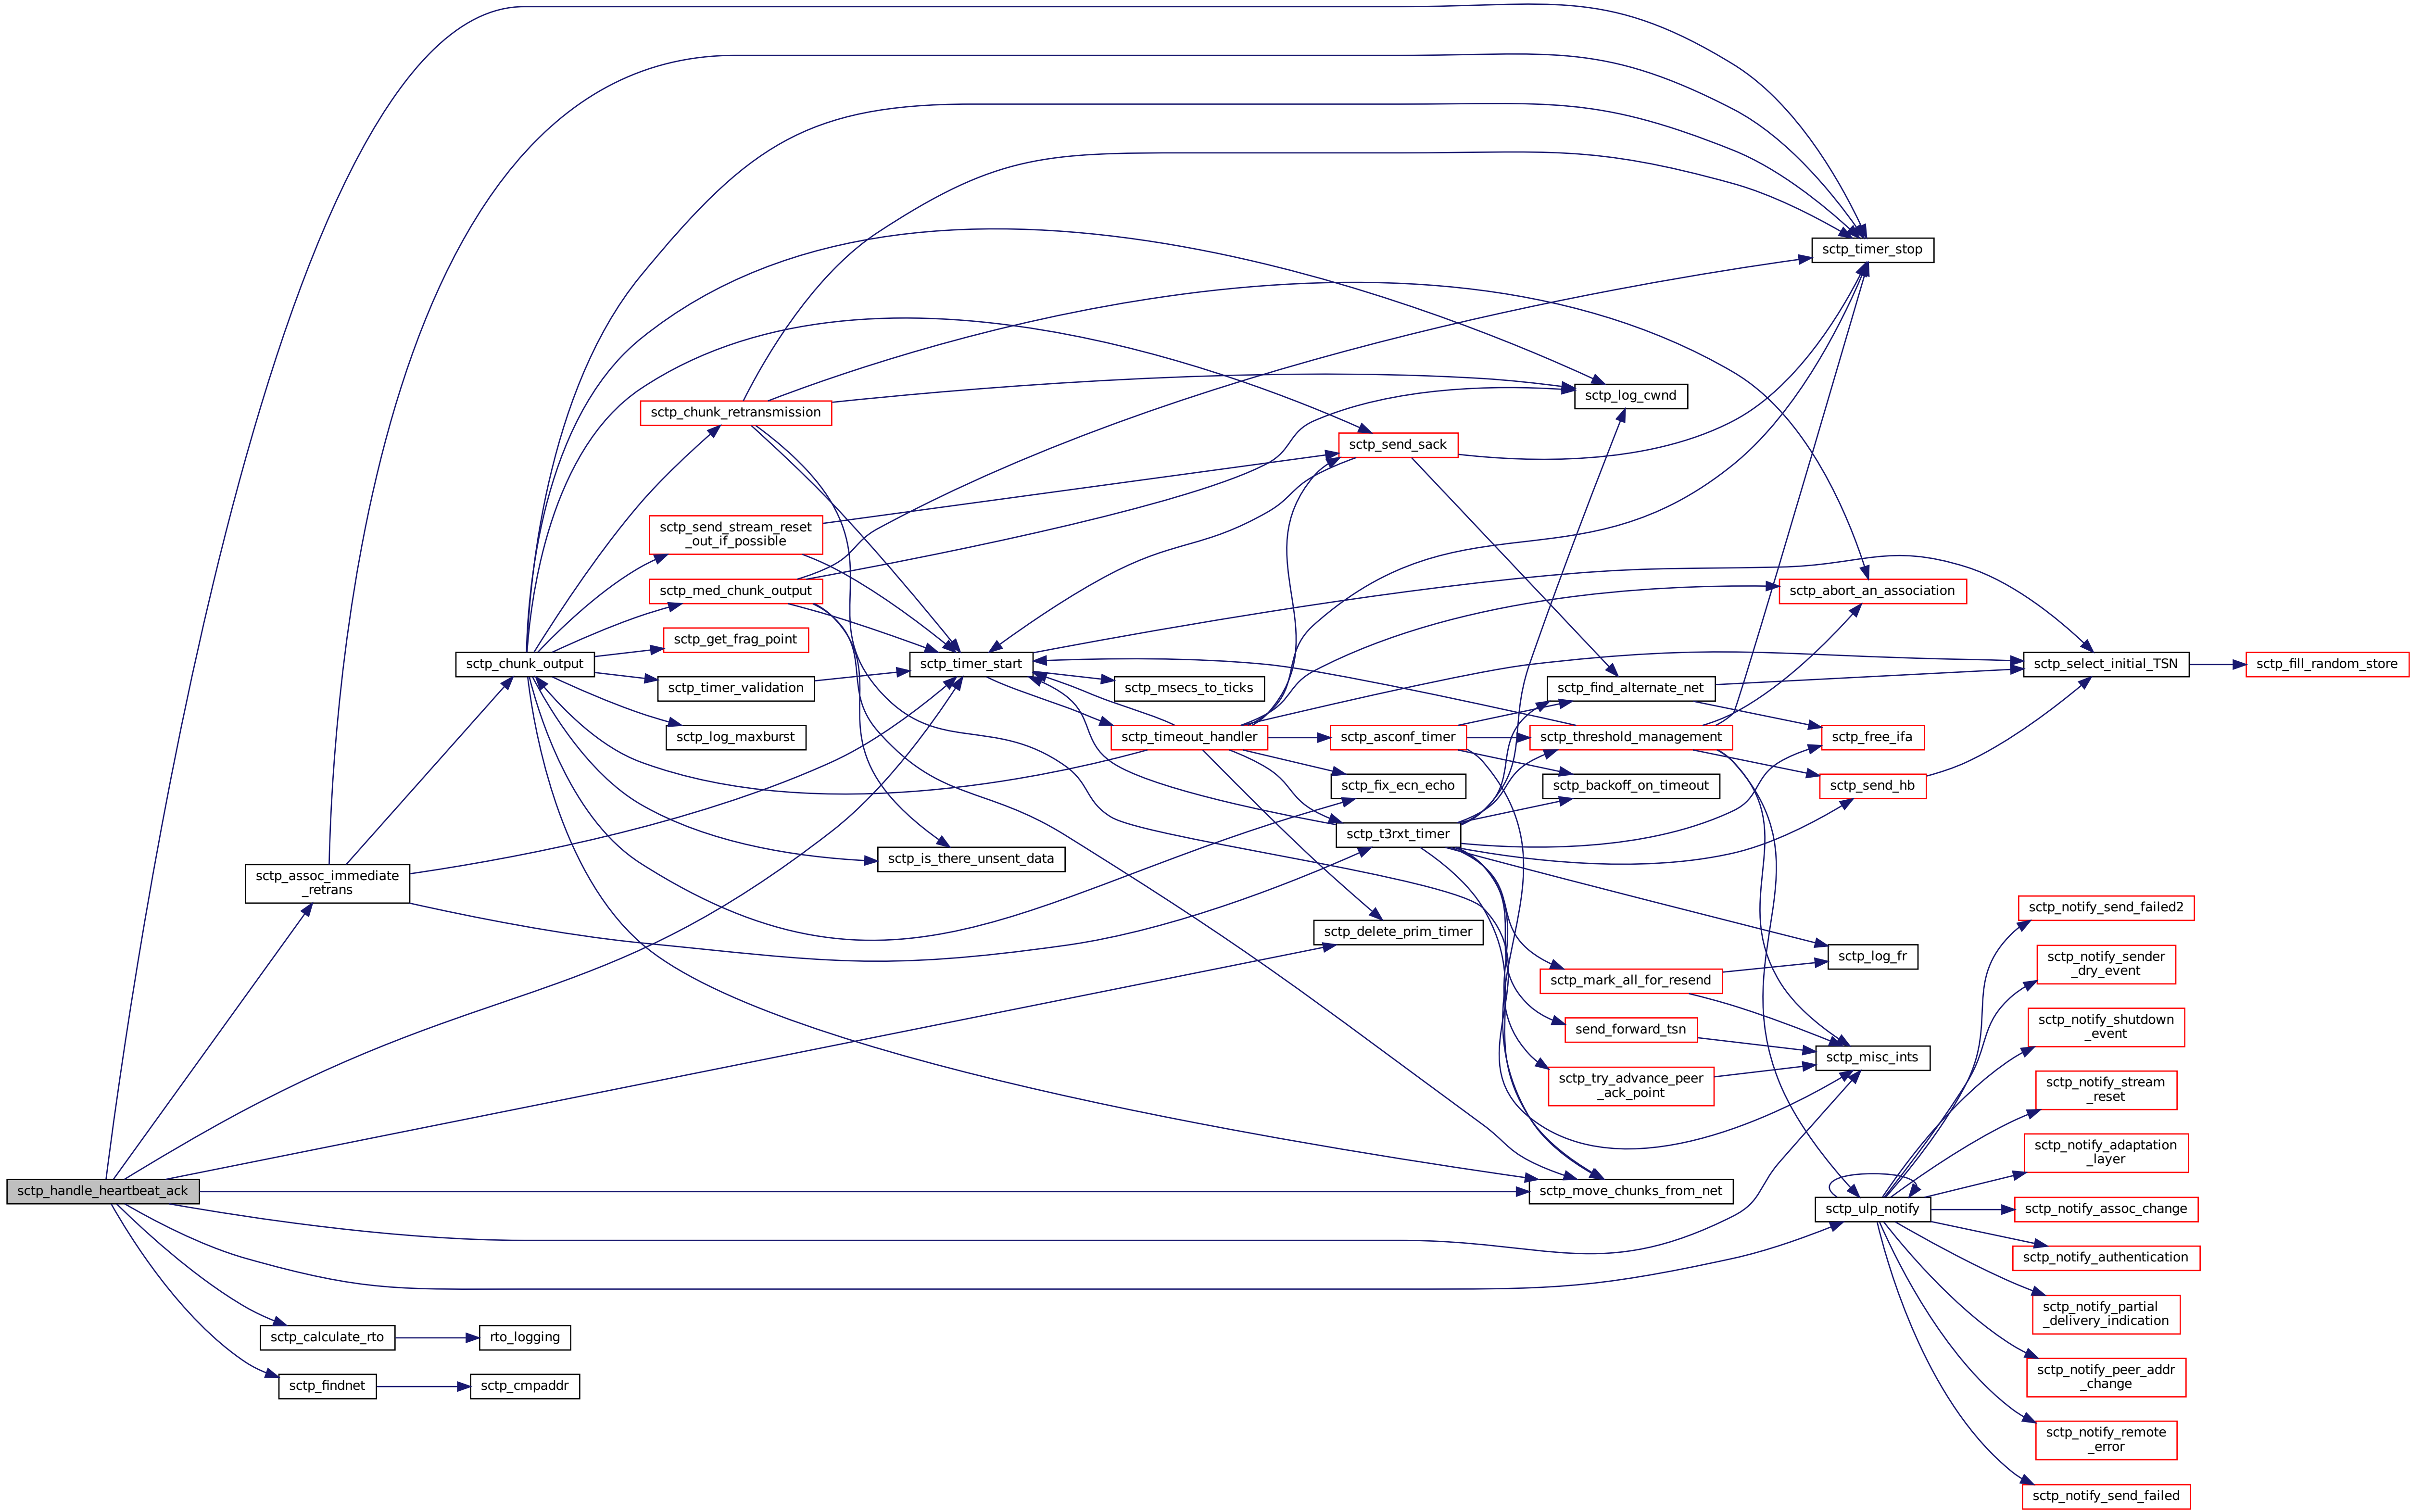 sctp_timer_stop
sctp_log_cwnd
sctp_chunk_retransmission
sctp_send_sack
sctp_send_stream_reset
_out_if_possible
sctp_med_chunk_output
sctp_abort_an_association
sctp_get_frag_point
sctp_chunk_output
sctp_timer_start
sctp_select_initial_TSN
sctp_fill_random_store
sctp_timer_validation
sctp_msecs_to_ticks
sctp_find_alternate_net
sctp_log_maxburst
sctp_timeout_handler
sctp_asconf_timer
sctp_threshold_management
sctp_free_ifa
sctp_fix_ecn_echo
sctp_backoff_on_timeout
sctp_send_hb
sctp_t3rxt_timer
sctp_is_there_unsent_data
sctp_assoc_immediate
_retrans
sctp_notify_send_failed2
sctp_delete_prim_timer
sctp_log_fr
sctp_notify_sender
_dry_event
sctp_mark_all_for_resend
send_forward_tsn
sctp_notify_shutdown
_event
sctp_misc_ints
sctp_try_advance_peer
_ack_point
sctp_notify_stream
_reset
sctp_notify_adaptation
_layer
sctp_handle_heartbeat_ack
sctp_move_chunks_from_net
sctp_ulp_notify
sctp_notify_assoc_change
sctp_notify_authentication
sctp_notify_partial
_delivery_indication
sctp_calculate_rto
rto_logging
sctp_notify_peer_addr
_change
sctp_findnet
sctp_cmpaddr
sctp_notify_remote
_error
sctp_notify_send_failed